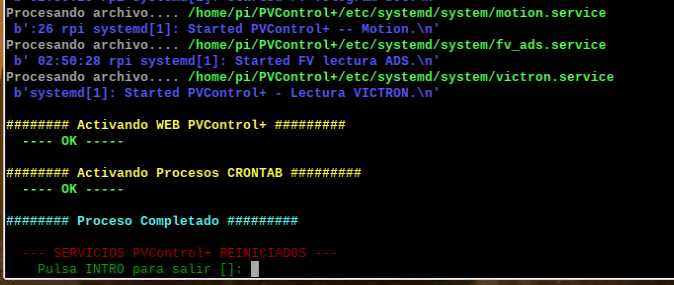 Procesando archivo.... /home/pi/PVControl+/etc/systemd/system/motion.service
b':26 rpi systemd[1]: Started PVControl+ -- Motion.\n'
Procesando archivo.... /home/pi/PVControl+/etc/systemd/system/fv_ads.service
b' 02:50:28 rpi systemd[1]: Started FV lectura ADS.\n'
Procesando archivo.... /home/pi/PVControl+/etc/systemd/system/victron.service
b'systemd[1]: Started PVControl+ - Lectura VICTRON.\n'
######## Activando WEB PVControl+ #########
---- OK -----
######## Activando Procesos CRONTAB #########
---- OK -----
######## Proceso Completado #########
--- SERVICIOS PVControl+ REINICIADOS ---
Pulsa INTRO para salir []: